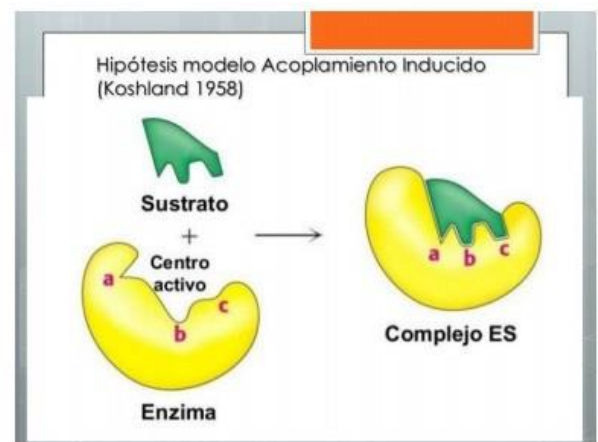 Hipótesis modelo Acoplamiento Inducido
(Koshland 1958)
Sustrato
+
Centro
activo
a
b
c
Enzima
a
b
c
Complejo ES